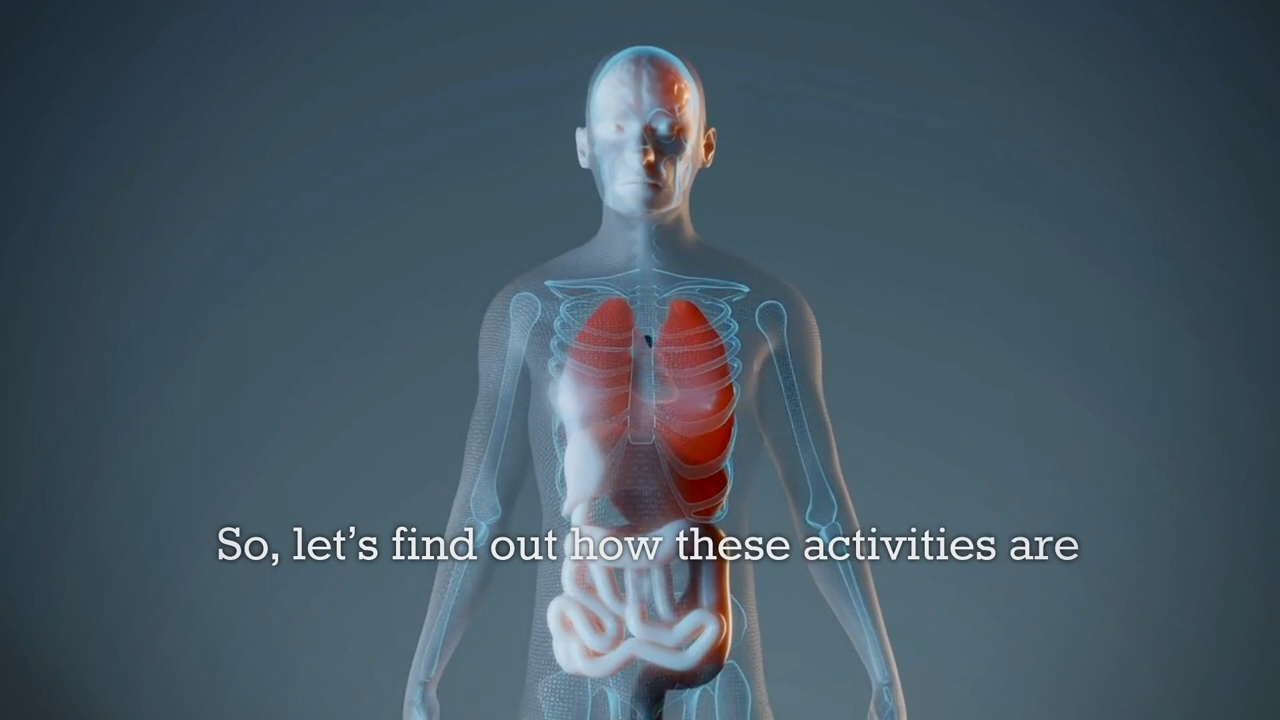 So, let’s find out how these activities are